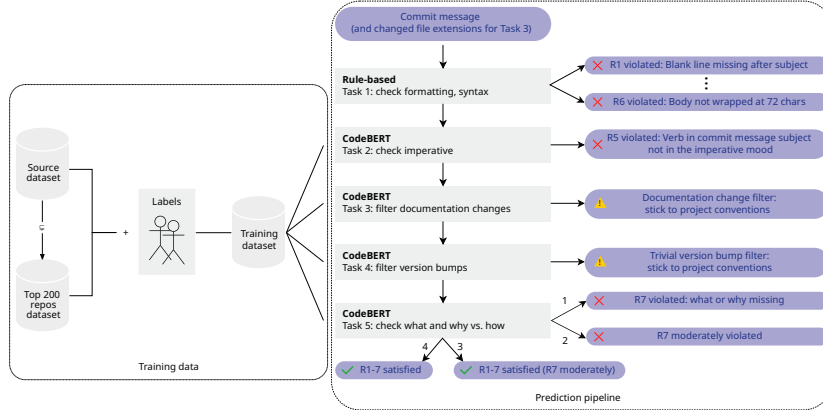 Commit message
(and changed file extensions for Task 3)
Rule-based
Task 1: check formatting, syntax
R1 violated: Blank line missing after subject
R6 violated: Body not wrapped at 72 chars
CodeBERT
Task 2: check imperative
R5 violated: Verb in commit message subject
not in the imperative mood
CodeBERT
Task 3: filter documentation changes
Documentation change filter:
stick to project conventions
CodeBERT
Task 4: filter version bumps
Trivial version bump filter:
stick to project conventions
CodeBERT
Task 5: check what and why vs. how
1
R7 violated: what or why missing
2
R7 moderately violated
4
3
R1-7 satisfied
R1-7 satisfied (R7 moderately)
Prediction pipeline
Source
dataset
Top 200
repos
dataset
+
Labels
Training
dataset
Training data